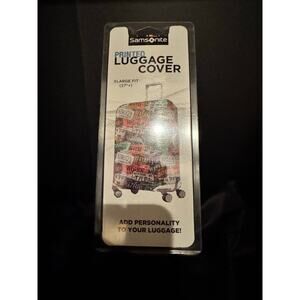 Samsonite
PRINTED
LUGGAGE
COVER
XLARGE FIT
(27"+)
ADD PERSONALITY
TO YOUR LUGGAGE!